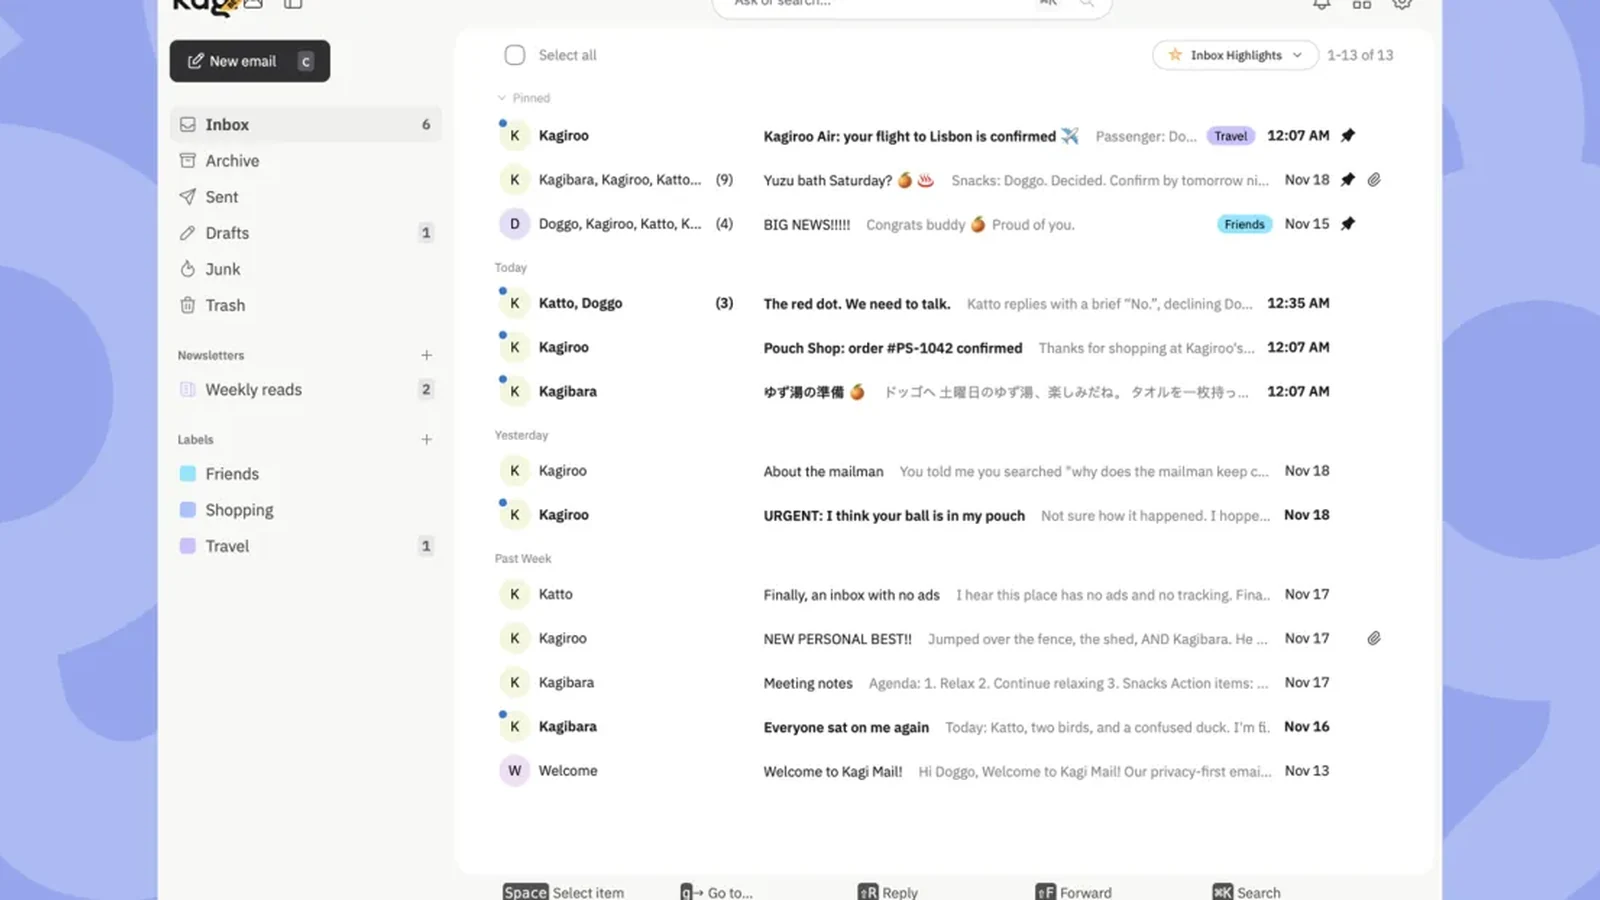 Kagi
Ask or search... ⌘K
New email C
Select all
Inbox Highlights
1-13 of 13
Inbox 6
Archive
Sent
Drafts 1
Junk
Trash
Newsletters
Weekly reads 2
Labels
Friends
Shopping
Travel 1
Pinned
K Kagiroo Kagiroo Air: your flight to Lisbon is confirmed ✈️ Passenger: Do... Travel 12:07 AM
K Kagibara, Kagiroo, Katto... (9) Yuzu bath Saturday? 🍊 ♨️ Snacks: Doggo. Decided. Confirm by tomorrow ni... Nov 18
D Doggo, Kagiroo, Katto, K... (4) BIG NEWS!!!!! Congrats buddy 🍊 Proud of you. Friends Nov 15
Today
K Katto, Doggo (3) The red dot. We need to talk. Katto replies with a brief “No.”, declining Do... 12:35 AM
K Kagiroo Pouch Shop: order #PS-1042 confirmed Thanks for shopping at Kagiroo's... 12:07 AM
K Kagibara ゆず湯の準備 🍊 ドッゴへ 土曜日のゆず湯、楽しみだね。 タオルを一枚持っ... 12:07 AM
Yesterday
K Kagiroo About the mailman You told me you searched "why does the mailman keep c... Nov 18
K Kagiroo URGENT: I think your ball is in my pouch Not sure how it happened. I hoppe... Nov 18
Past Week
K Katto Finally, an inbox with no ads I hear this place has no ads and no tracking. Fina.. Nov 17
K Kagiroo NEW PERSONAL BEST!! Jumped over the fence, the shed, AND Kagibara. He ... Nov 17
K Kagibara Meeting notes Agenda: 1. Relax 2. Continue relaxing 3. Snacks Action items: ... Nov 17
K Kagibara Everyone sat on me again Today: Katto, two birds, and a confused duck. I'm fi. Nov 16
W Welcome Welcome to Kagi Mail! Hi Doggo, Welcome to Kagi Mail! Our privacy-first emai... Nov 13
Space Select item g→ Go to... ⇧R Reply ⇧F Forward ⌘K Search